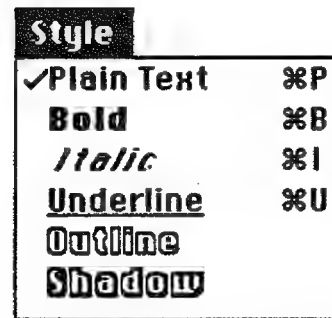 Style
✓Plain Text ⌘P
Bold ⌘B
Italic ⌘I
Underline ⌘U
Outline
Shadow